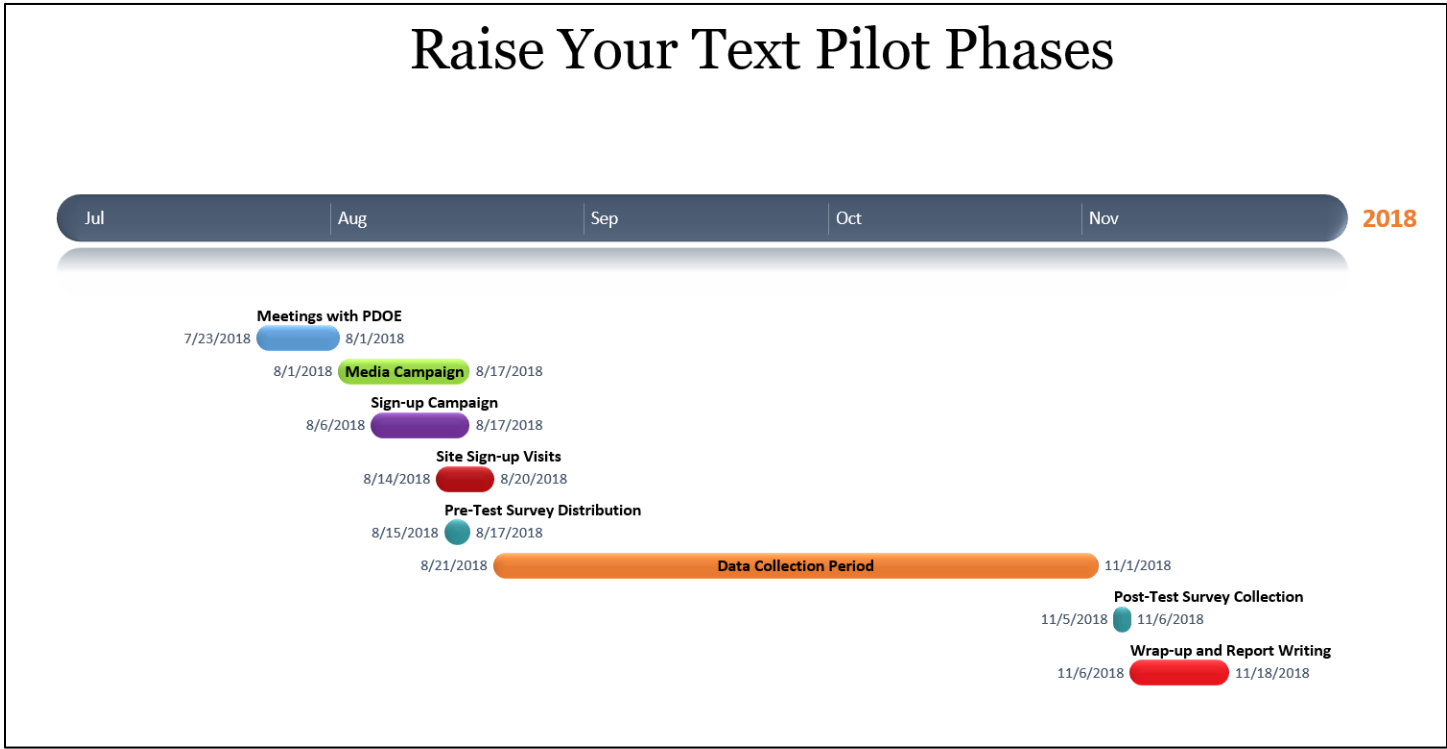 Raise Your Text Pilot Phases
Jul Aug Sep Oct Nov 2018
Meetings with PDOE
7/23/2018 8/1/2018
8/1/2018 Media Campaign 8/17/2018
Sign-up Campaign
8/6/2018 8/17/2018
Site Sign-up Visits
8/14/2018 8/20/2018
Pre-Test Survey Distribution
8/15/2018 8/17/2018
8/21/2018 Data Collection Period 11/1/2018
Post-Test Survey Collection
11/5/2018 11/6/2018
Wrap-up and Report Writing
11/6/2018 11/18/2018